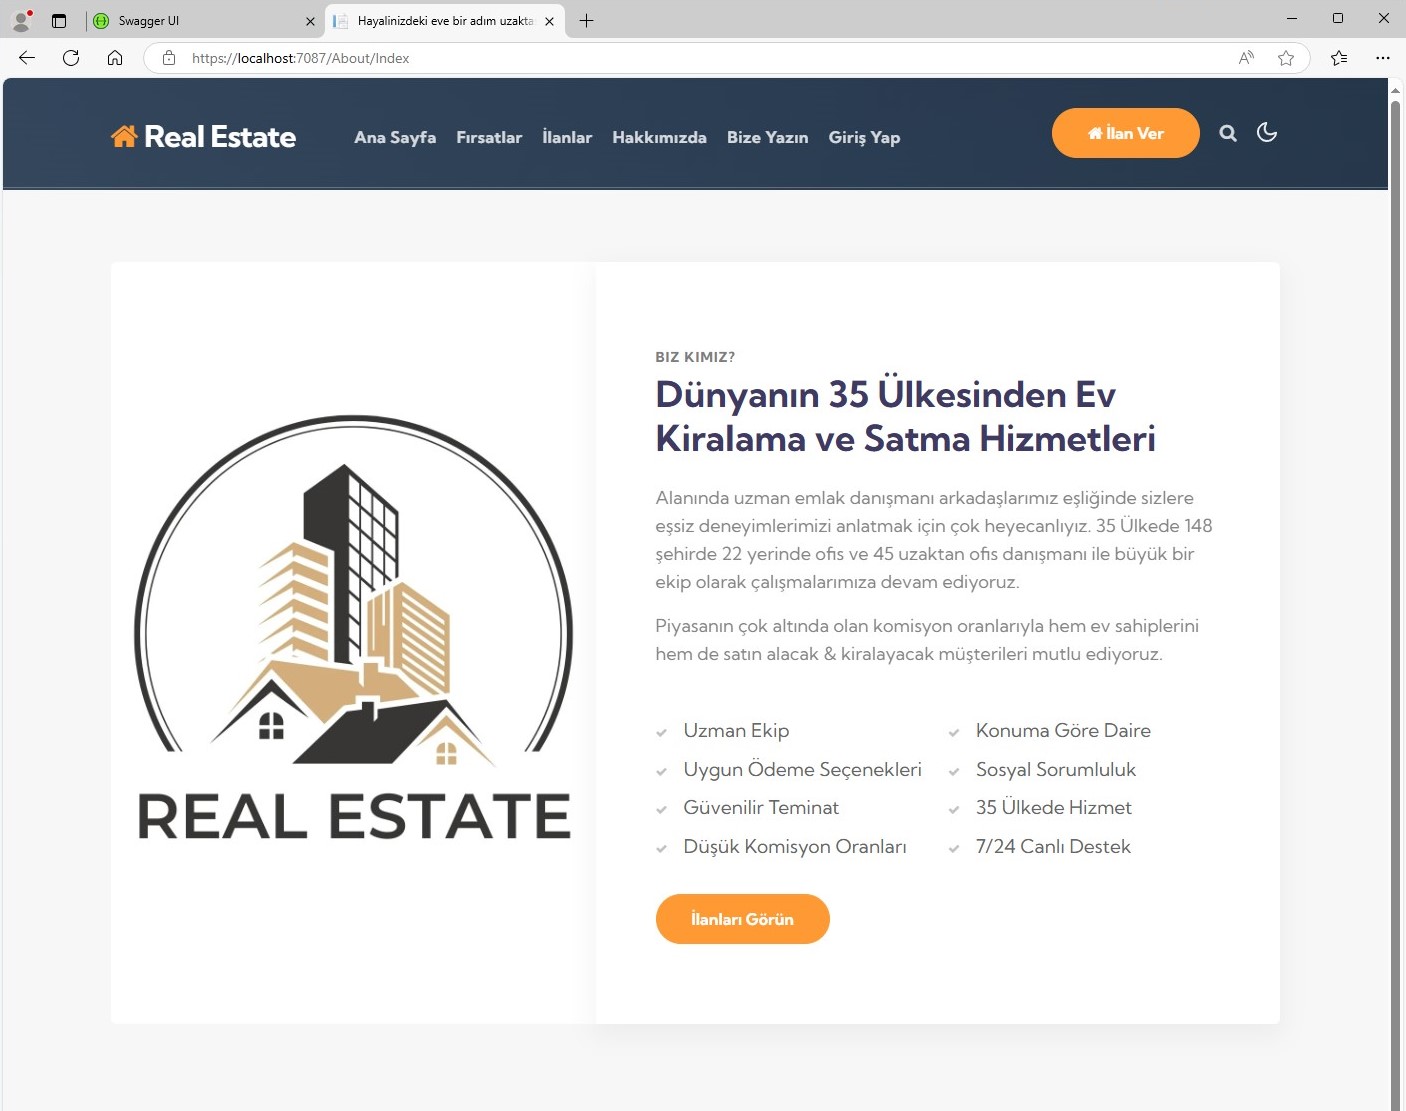 Swagger UI
Hayalinizdeki eve bir adım uzakta
https://localhost:7087/About/Index
Real Estate
Ana Sayfa Fırsatlar İlanlar Hakkımızda Bize Yazın Giriş Yap
İlan Ver
REAL ESTATE
BIZ KIMIZ?
Dünyanın 35 Ülkesinden Ev
Kiralama ve Satma Hizmetleri
Alanında uzman emlak danışmanı arkadaşlarımız eşliğinde sizlere
eşsiz deneyimlerimizi anlatmak için çok heyecanlıyız. 35 Ülkede 148
şehirde 22 yerinde ofis ve 45 uzaktan ofis danışmanı ile büyük bir
ekip olarak çalışmalarımıza devam ediyoruz.
Piyasanın çok altında olan komisyon oranlarıyla hem ev sahiplerini
hem de satın alacak & kiralayacak müşterileri mutlu ediyoruz.
Uzman Ekip
Uygun Ödeme Seçenekleri
Güvenilir Teminat
Düşük Komisyon Oranları
Konuma Göre Daire
Sosyal Sorumluluk
35 Ülkede Hizmet
7/24 Canlı Destek
İlanları Görün